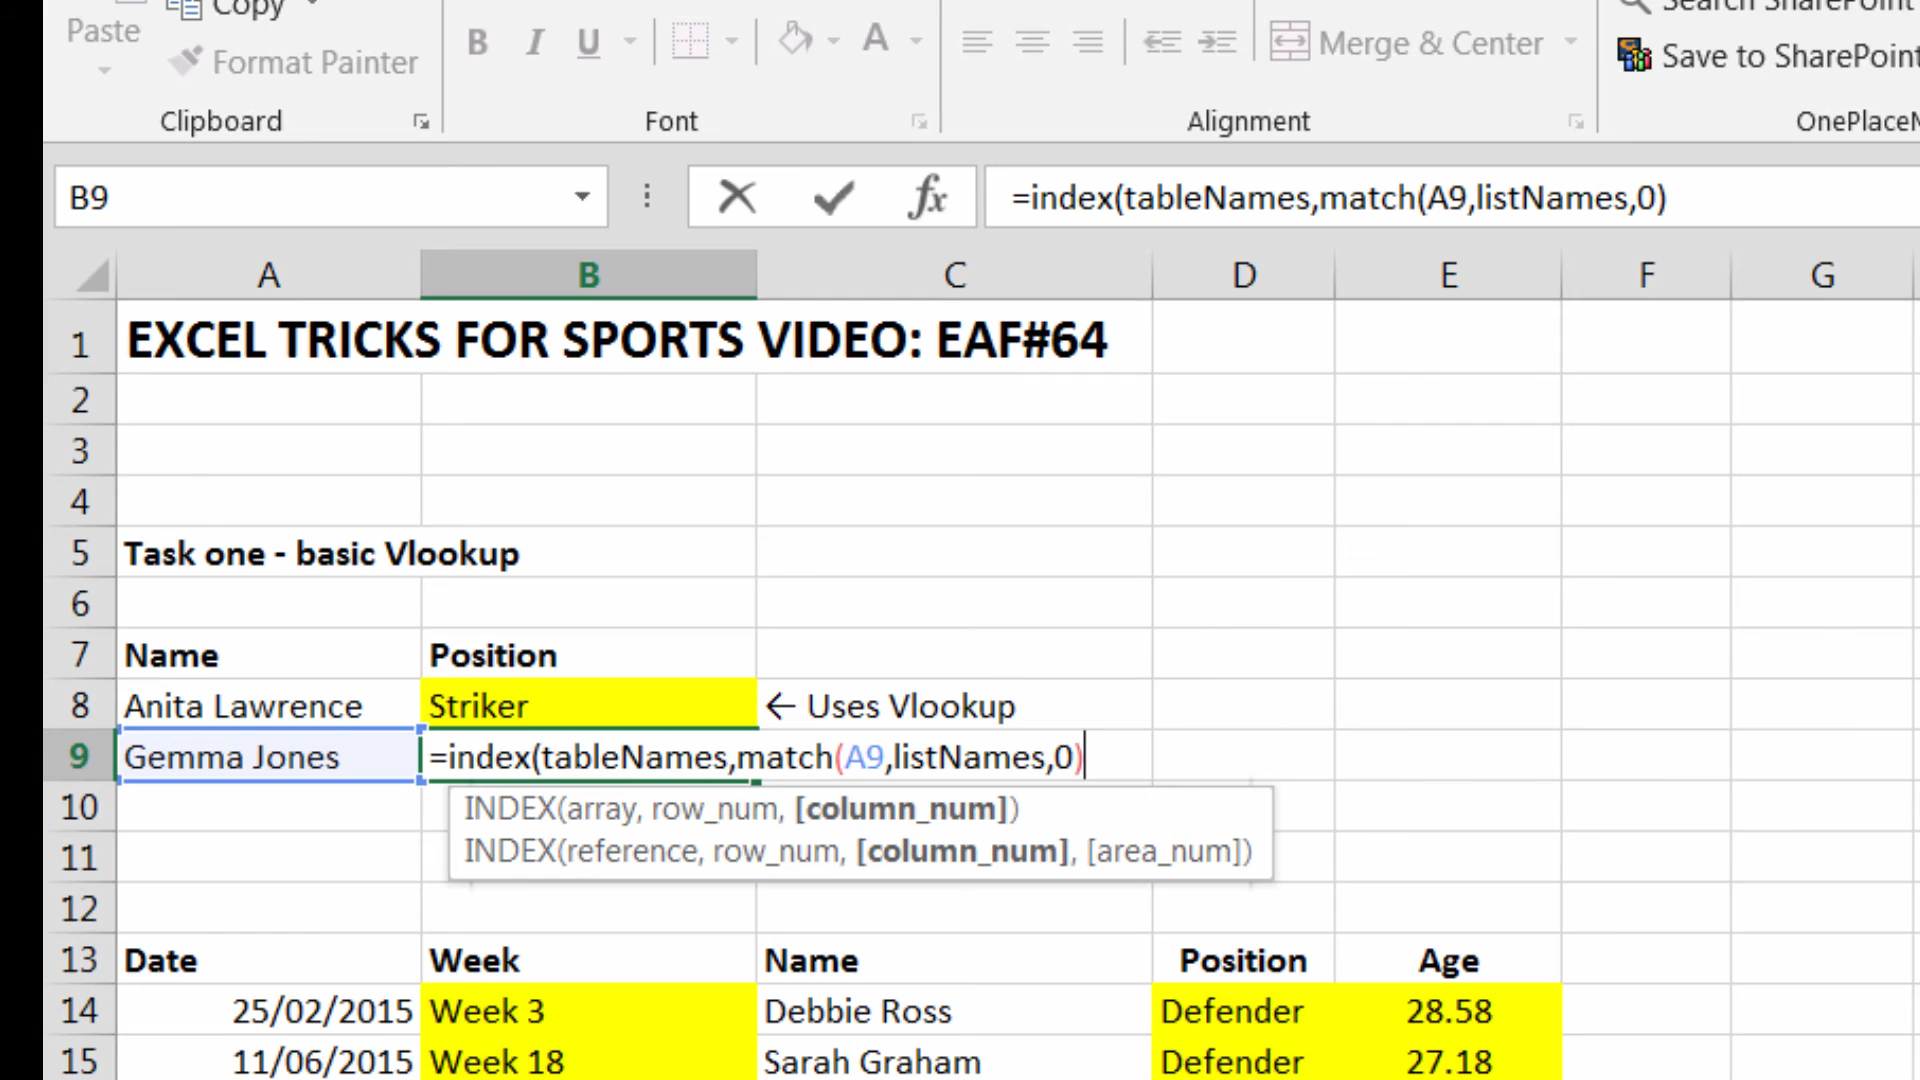 Paste
Copy
Format Painter
B I U
A
Merge & Center
Save to SharePoint
Clipboard
Font
Alignment
B9
fx
=index(tableNames,match(A9,listNames,0)
A B C D E F G
1 EXCEL TRICKS FOR SPORTS VIDEO: EAF#64
2
3
4
5 Task one - basic Vlookup
6
7 Name Position
8 Anita Lawrence Striker ← Uses Vlookup
9 Gemma Jones =index(tableNames,match(A9,listNames,0)
10 INDEX(array, row_num, [column_num])
11 INDEX(reference, row_num, [column_num], [area_num])
12
13 Date Week Name Position Age
14 25/02/2015 Week 3 Debbie Ross Defender 28.58
15 11/06/2015 Week 18 Sarah Graham Defender 27.18